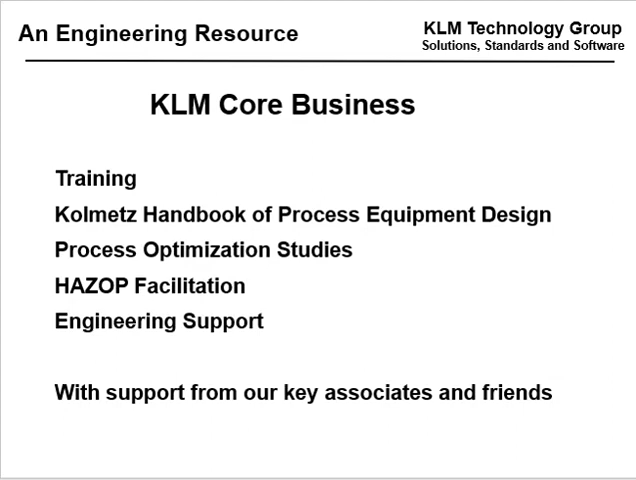 An Engineering Resource
KLM Technology Group
Solutions, Standards and Software
KLM Core Business
Training
Kolmetz Handbook of Process Equipment Design
Process Optimization Studies
HAZOP Facilitation
Engineering Support
With support from our key associates and friends